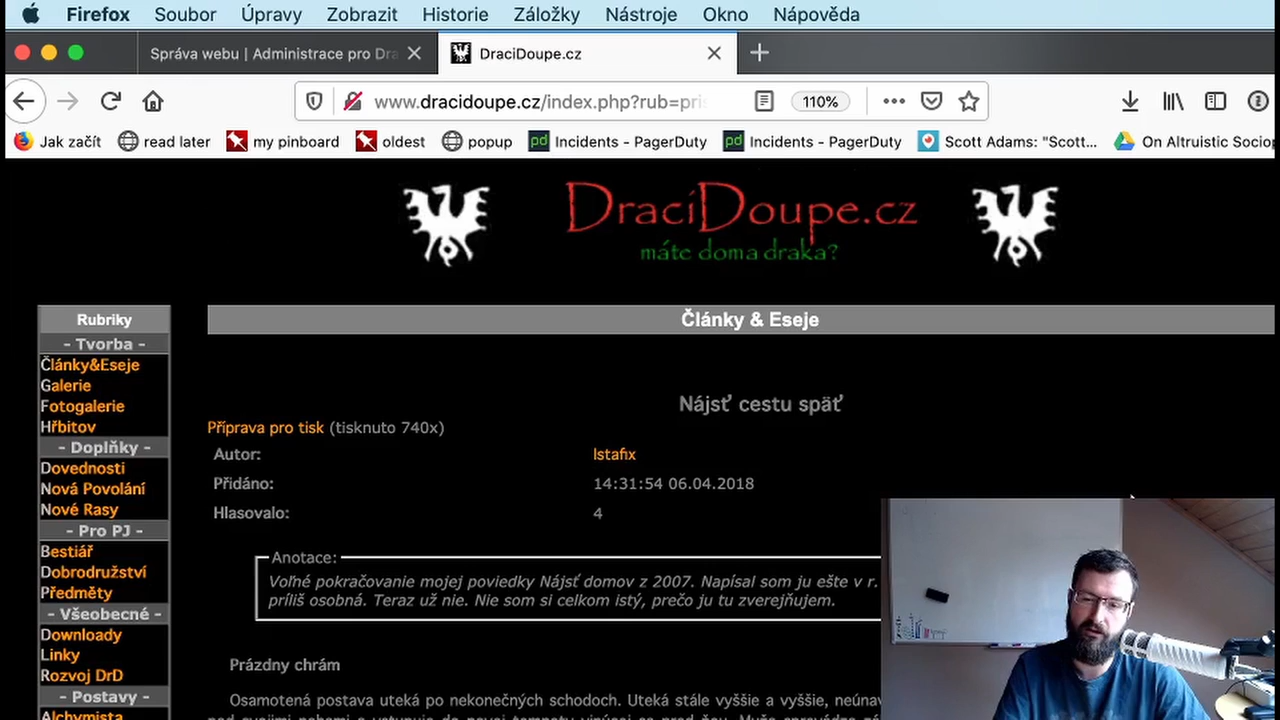 Firefox Soubor Úpravy Zobrazit Historie Záložky Nástroje Okno Nápověda
Správa webu | Administrace pro Dra
DraciDoupe.cz
www.dracidoupe.cz/index.php?rub=pris
110%
Jak začít read later my pinboard oldest popup pd Incidents - PagerDuty pd Incidents - PagerDuty Scott Adams: "Scott... On Altruistic Sociop
DraciDoupe.cz
máte doma draka?
Rubriky
- Tvorba -
Články&Eseje
Galerie
Fotogalerie
Hřbitov
- Doplňky -
Dovednosti
Nová Povolání
Nové Rasy
- Pro PJ -
Bestiář
Dobrodružství
Předměty
- Všeobecné -
Downloady
Linky
Rozvoj DrD
- Postavy -
Alchymista
Články & Eseje
Nájsť cestu späť
Příprava pro tisk (tisknuto 740x)
Autor: Istafix
Přidáno: 14:31:54 06.04.2018
Hlasovalo: 4
Anotace:
Voľné pokračovanie mojej poviedky Nájsť domov z 2007. Napísal som ju ešte v r.
príliš osobná. Teraz už nie. Nie som si celkom istý, prečo ju tu zverejňujem.
Prázdny chrám
Osamotená postava uteká po nekonečných schodoch. Uteká stále vyššie a vyššie, neúnav